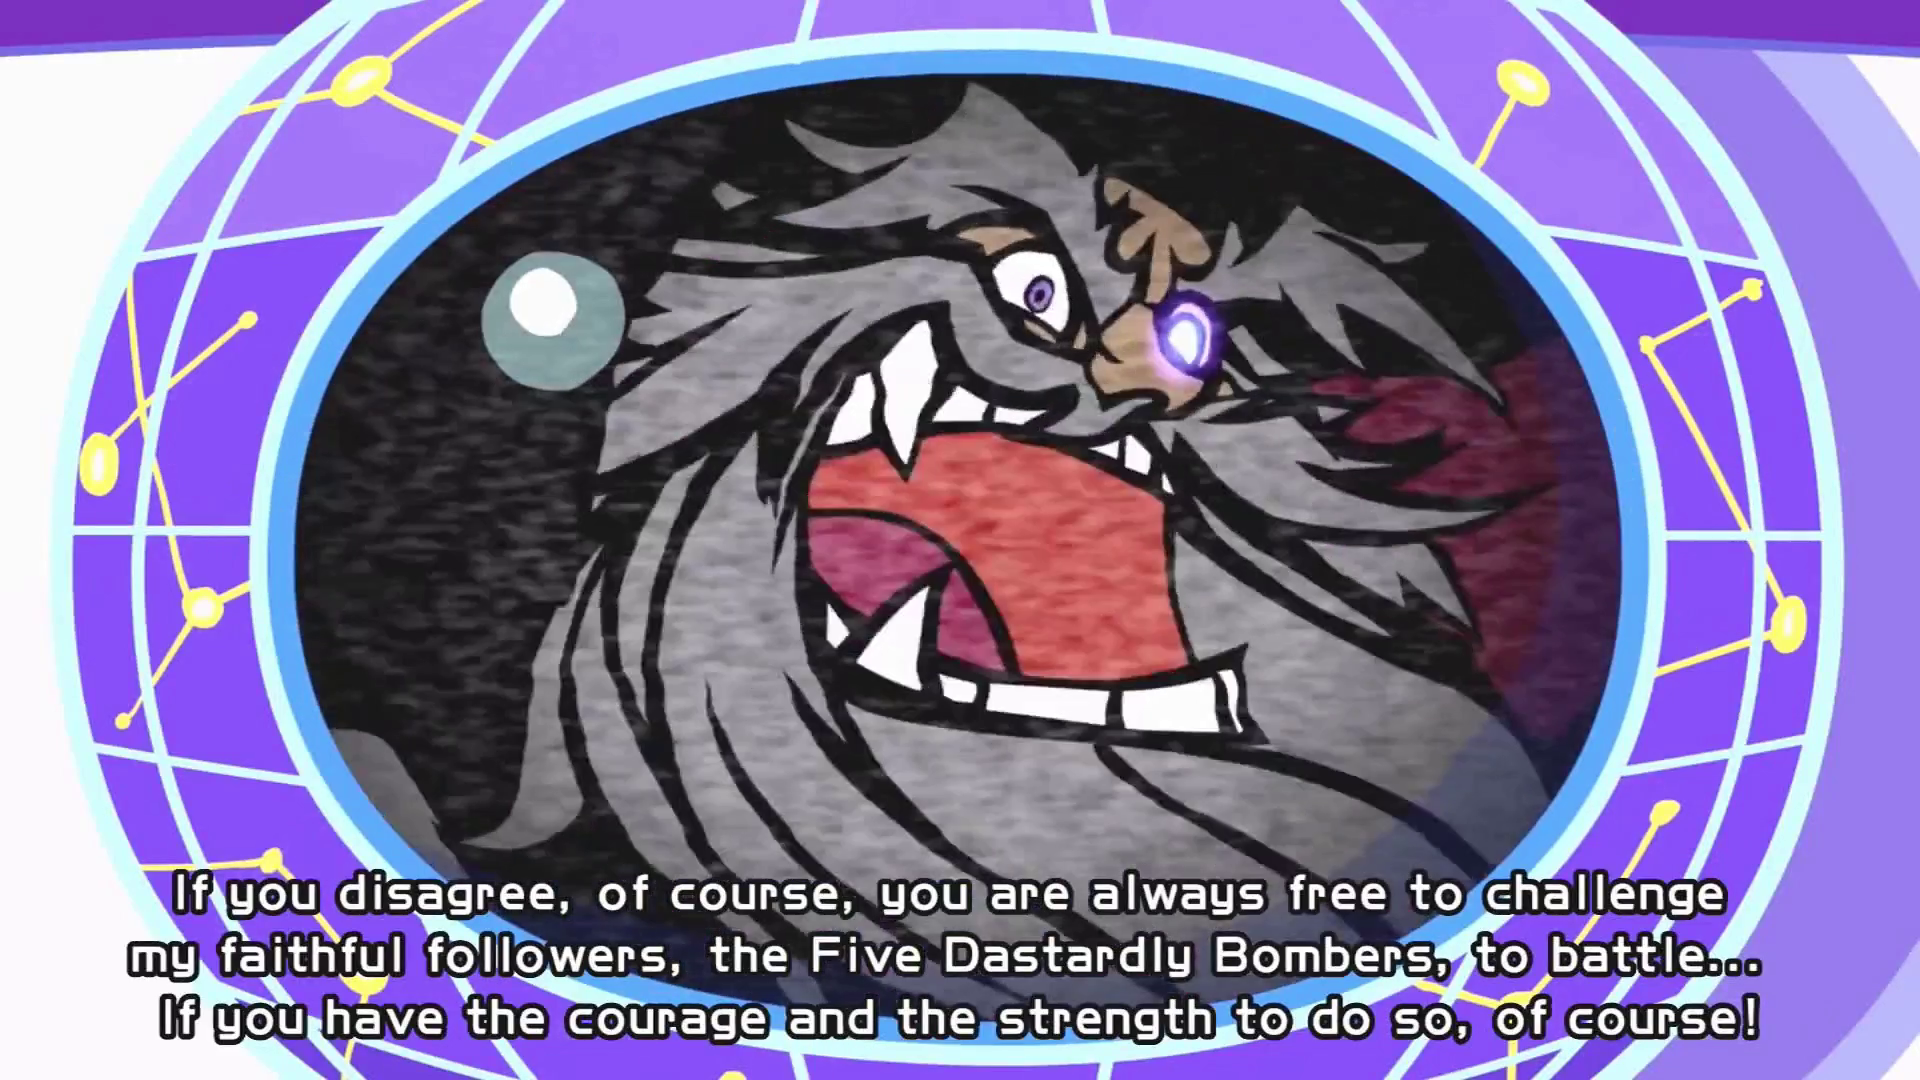 If you disagree, of course, you are always free to challenge
my faithful followers, the Five Dastardly Bombers, to battle...
If you have the courage and the strength to do so, of course!